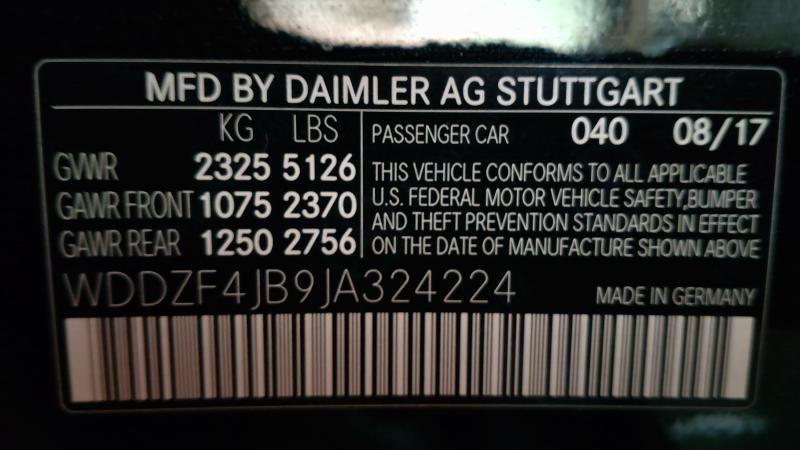 MFD BY DAIMLER AG STUTTGART
KG LBS
GVWR 2325 5126
GAWR FRONT 1075 2370
GAWR REAR 1250 2756
PASSENGER CAR 040 08/17
THIS VEHICLE CONFORMS TO ALL APPLICABLE
U.S. FEDERAL MOTOR VEHICLE SAFETY,BUMPER
AND THEFT PREVENTION STANDARDS IN EFFECT
ON THE DATE OF MANUFACTURE SHOWN ABOVE
WDDZF4JB9JA324224
MADE IN GERMANY